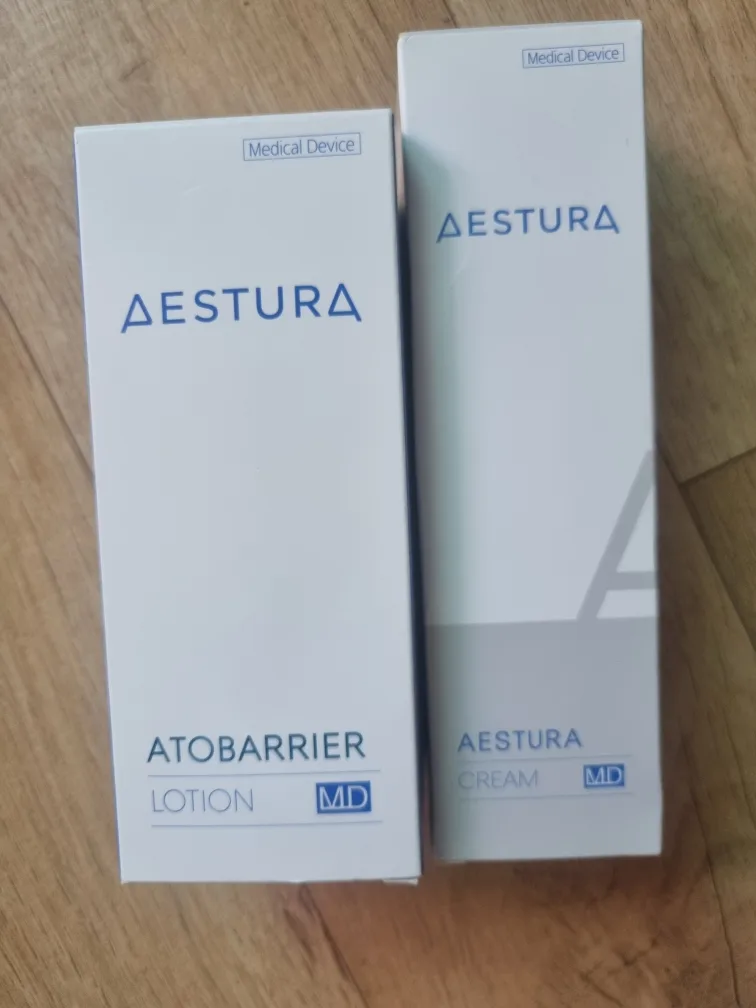 Medical Device
AESTURA
ATOBARRIER
LOTION MD
Medical Device
AESTURA
AESTURA
CREAM MD